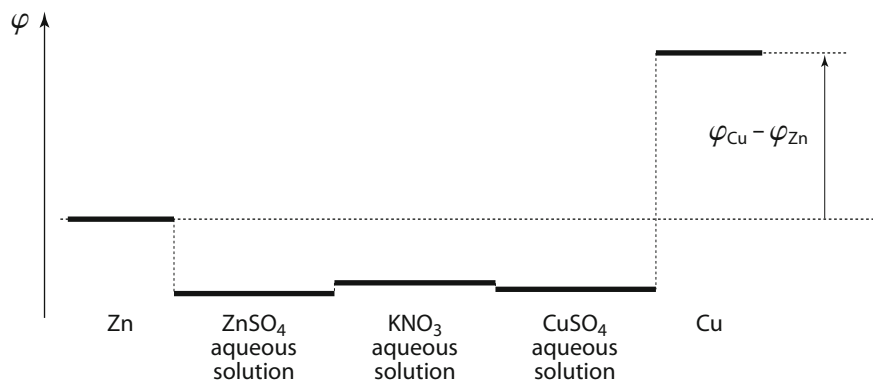 φ
φCu – φZn
Zn
ZnSO4
aqueous
solution
KNO3
aqueous
solution
CuSO4
aqueous
solution
Cu